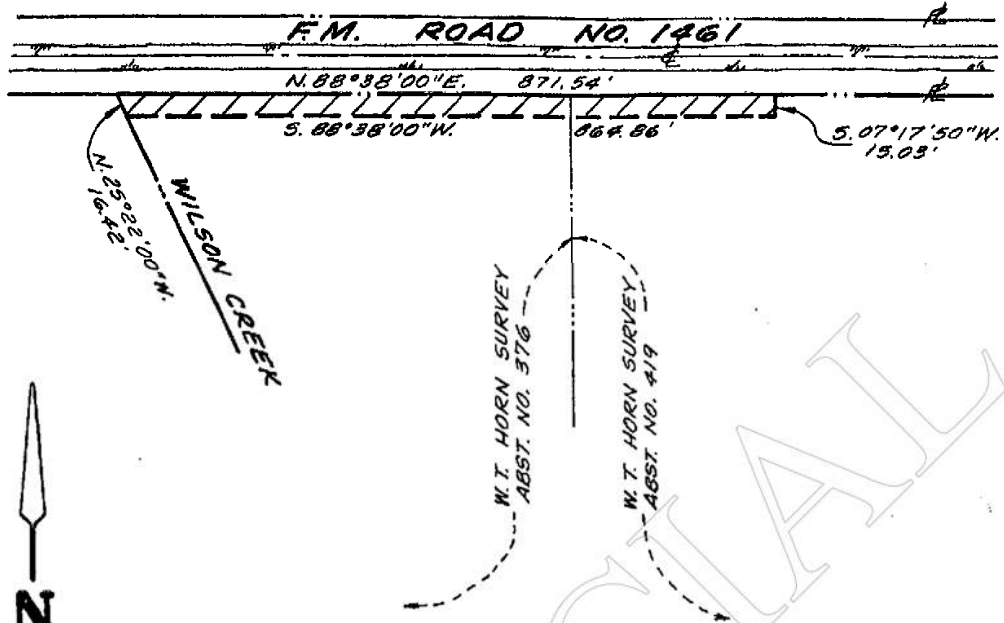 F.M. ROAD NO. 1461
N. 88°38'00"E. 871.54'
S. 88°38'00"W. 864.86'
S. 07°17'50"W.
15.03'
N. 25°22'00"W.
16.42'
WILSON CREEK
W.T. HORN SURVEY
ABST. NO. 376
W.T. HORN SURVEY
ABST. NO. 419
N
CIAL